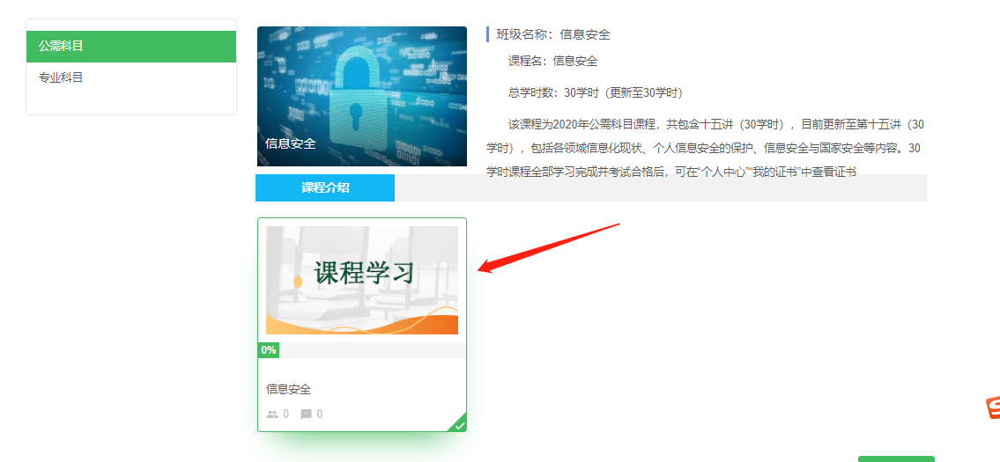 公需科目
专业科目
信息安全
班级名称：信息安全
课程名：信息安全
总学时数：30学时（更新至30学时）
该课程为2020年公需科目课程，共包含十五讲（30学时），目前更新至第十五讲（30
学时），包括各领域信息化现状、个人信息安全的保护、信息安全与国家安全等内容。30
学时课程全部学习完成并考试合格后，可在“个人中心”“我的证书”中查看证书
课程介绍
课程学习
0%
信息安全
0 0